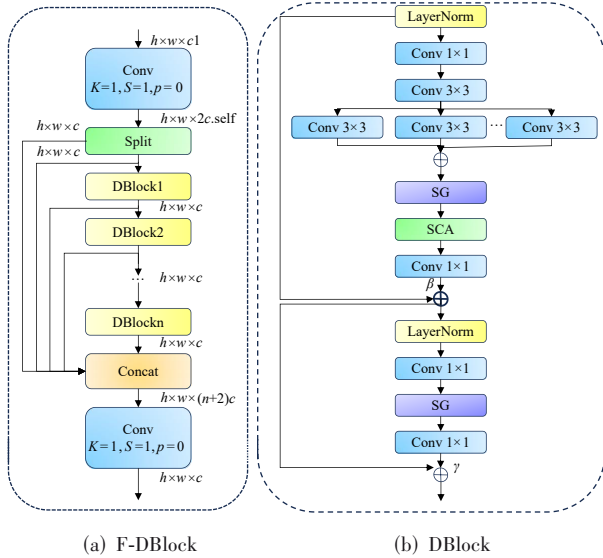 h×w×c1
Conv
K=1, S=1, p=0
h×w×2c.self
h×w×c
Split
h×w×c
DBlock1
h×w×c
DBlock2
... h×w×c
DBlockn
h×w×c
Concat
h×w×(n+2)c
Conv
K=1, S=1, p=0
h×w×c
(a) F-DBlock
LayerNorm
Conv 1×1
Conv 3×3
Conv 3×3 Conv 3×3 ... Conv 3×3
SG
SCA
Conv 1×1
β
LayerNorm
Conv 1×1
SG
Conv 1×1
γ
(b) DBlock